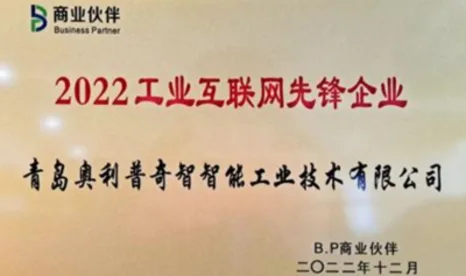 商业伙伴
Business Partner
2022工业互联网先锋企业
青岛奥利普奇智智能工业技术有限公司
B.P商业伙伴
二〇二二年十二月